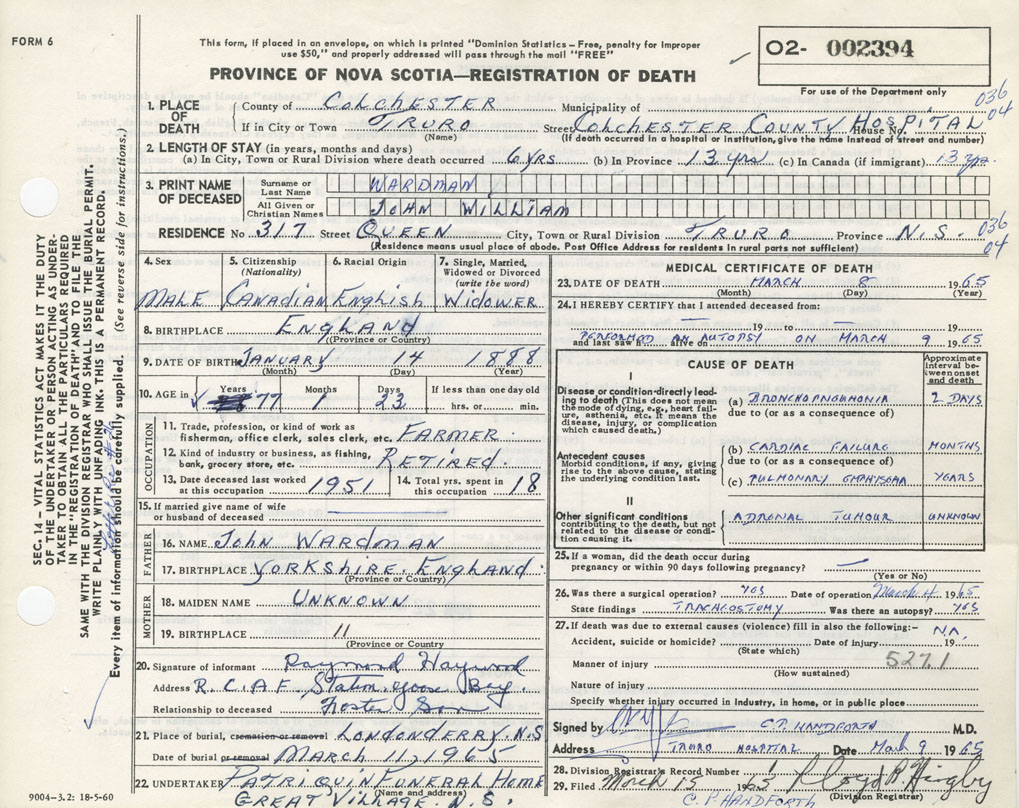 FORM 6
This form, if placed in an envelope, on which is printed "Dominion Statistics – Free, penalty for improper
use $50," and properly addressed will pass through the mail "FREE"
PROVINCE OF NOVA SCOTIA—REGISTRATION OF DEATH
02- 002394
For use of the Department only
036
04
1. PLACE OF DEATH
County of COLCHESTER Municipality of
If in City or Town TRURO Street COLCHESTER COUNTY HOSPITAL House No.
(Name) (If death occurred in a hospital or institution, give the name instead of street and number)
2. LENGTH OF STAY (in years, months and days)
(a) In City, Town or Rural Division where death occurred 6 yrs (b) In Province 13 yrs (c) In Canada (if immigrant) 13 yrs.
3. PRINT NAME OF DECEASED
Surname or Last Name WARDMAN
All Given or Christian Names JOHN WILLIAM
RESIDENCE No 317 Street QUEEN City, Town or Rural Division TRURO Province N.S.
036
04
(Residence means usual place of abode. Post Office Address for residents in rural parts not sufficient)
4. Sex 5. Citizenship (Nationality) 6. Racial Origin 7. Single, Married, Widowed or Divorced (write the word)
MALE Canadian English Widower
8. BIRTHPLACE ENGLAND
(Province or Country)
9. DATE OF BIRTH JANUARY 14 1888
(Month) (Day) (Year)
10. AGE in Years 77 Months 1 Days 23 If less than one day old hrs. or min.
OCCUPATION
11. Trade, profession, or kind of work as fisherman, office clerk, sales clerk, etc. FARMER
12. Kind of industry or business, as fishing, bank, grocery store, etc. RETIRED.
13. Date deceased last worked at this occupation 1951 14. Total yrs. spent in this occupation 18
15. If married give name of wife or husband of deceased
FATHER
16. NAME John WARDMAN
17. BIRTHPLACE YORKSHIRE. ENGLAND.
(Province or Country)
MOTHER
18. MAIDEN NAME UNKNOWN
19. BIRTHPLACE 11
(Province or Country
20. Signature of informant Raymond Haywood
Address R.C.A.F. Station. Goose Bay.
Relationship to deceased Foster Son
21. Place of burial, cremation or removal LONDONDERRY. N.S
Date of burial or removal MARCH 11, 1965
22. UNDERTAKER PATRIQUIN FUNERAL HOME
(Name and address)
GREAT VILLAGE. N.S.
MEDICAL CERTIFICATE OF DEATH
23. DATE OF DEATH MARCH 8 1965
(Month) (Day) (Year)
24. I HEREBY CERTIFY that I attended deceased from:
— 19 to — 19
PERFORMED AN AUTOPSY ON MARCH 9 1965
and last saw h alive on
CAUSE OF DEATH
Approximate interval between onset and death
I
Disease or condition directly leading to death (This does not mean the mode of dying, e.g., heart failure, asthenia, etc. It means the disease, injury, or complication which caused death.)
(a) BRONCHOPNEUMONIA 2 DAYS
due to (or as a consequence of)
Antecedent causes
Morbid conditions, if any, giving rise to the above cause, stating the underlying condition last.
(b) CARDIAC FAILURE MONTHS
due to (or as a consequence of)
(c) PULMONARY EMPHYSEMA YEARS
II
Other significant conditions contributing to the death, but not related to the disease or condition causing it.
ADRENAL TUMOUR UNKNOWN
25. If a woman, did the death occur during pregnancy or within 90 days following pregnancy? —
(Yes or No)
26. Was there a surgical operation? YES Date of operation March 4 1965
State findings TRACHEOSTOMY Was there an autopsy? YES
27. If death was due to external causes (violence) fill in also the following:– N.A.
Accident, suicide or homicide? Date of injury 19
(State which)
5271
Manner of injury
(How sustained)
Nature of injury
Specify whether injury occurred in Industry, in home, or in public place
Signed by C.P. HANDFORTH M.D.
Address TRURO HOSPITAL Date Mach 9 1965
28. Division Registrar's Record Number
29. Filed March 15 1965 Lloyd R Higby
(Division Registrar)
C. P. HANDFORTH
9004–3.2: 18-5-60
SEC. 14 – VITAL STATISTICS ACT MAKES IT THE DUTY
OF THE UNDERTAKER OR PERSON ACTING AS UNDER-
TAKER TO OBTAIN ALL THE PARTICULARS REQUIRED
IN THE "REGISTRATION OF DEATH" AND TO FILE THE
SAME WITH THE DIVISION REGISTRAR WHO SHALL ISSUE THE BURIAL PERMIT.
WRITE PLAINLY WITH UNFADING INK. THIS IS A PERMANENT RECORD.
Every item of information should be carefully supplied. (See reverse side for instructions.)